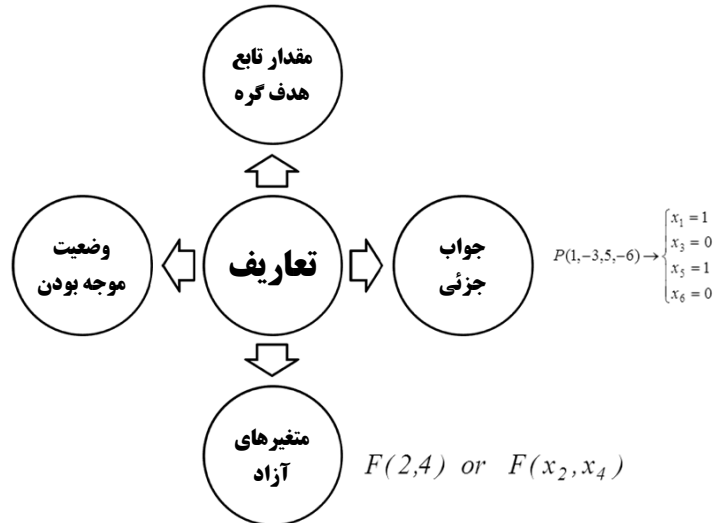 مقدار تابع
هدف گره
وضعیت
موجه بودن
تعاریف
جواب
جزئی
P(1,−3,5,−6) → { x₁ = 1
x₃ = 0
x₅ = 1
x₆ = 0
متغیرهای
آزاد
F(2,4) or F(x₂,x₄)